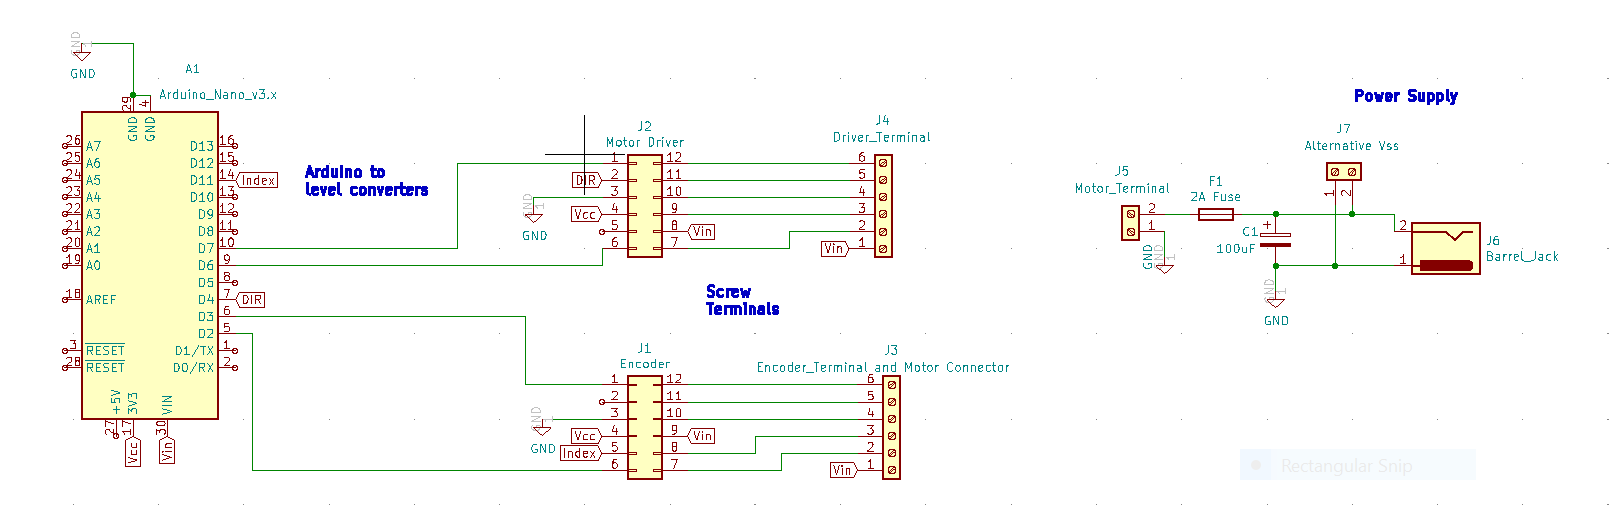 GND
1
GND
A1
Arduino_Nano_v3.x
29
4
GND
GND
26
A7
25
A6
24
A5
23
A4
22
A3
21
A2
20
A1
19
A0
18
AREF
3
RESET
28
RESET
D13
16
D12
15
D11
14
Index
D10
13
D9
12
D8
11
D7
10
D6
9
D5
8
D4
7
DIR
D3
6
D2
5
D1/TX
1
D0/RX
2
+5V
3V3
VIN
27
17
30
Vcc
Vin
Arduino to
level converters
J2
Motor Driver
1
12
DIR
2
11
3
10
GND
1
GND
Vcc
4
9
5
8
Vin
6
7
J4
Driver_Terminal
6
5
4
3
2
Vin
1
Screw
Terminals
J1
Encoder
1
12
2
11
3
10
GND
1
GND
Vcc
4
9
Vin
Index
5
8
6
7
J3
Encoder_Terminal and Motor Connector
6
5
4
3
2
Vin
1
Power Supply
J7
Alternative Vss
1
2
J5
Motor_Terminal
2
1
GND
GND
1
F1
2A Fuse
+
C1
100uF
GND
1
GND
2
1
J6
Barrel_Jack
Rectangular Snip